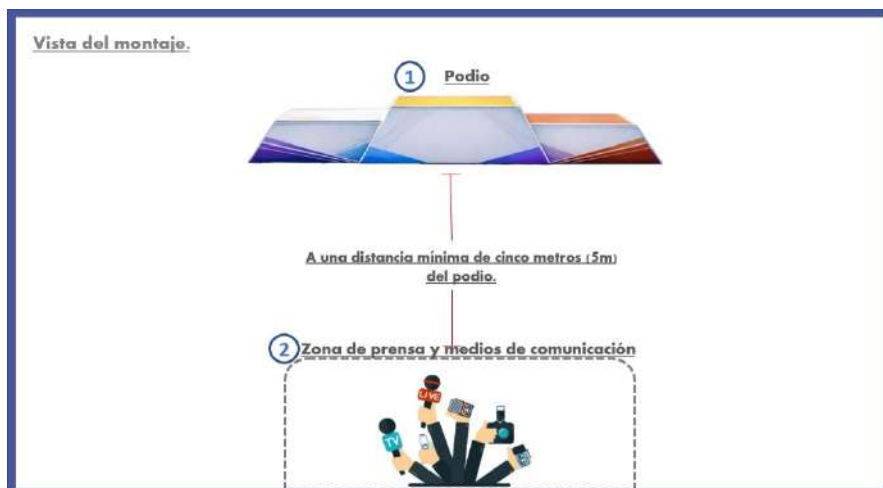 Vista del montaje.
1 Podio
A una distancia mínima de cinco metros (5m)
del podio.
2 Zona de prensa y medios de comunicación
LIVE
TV